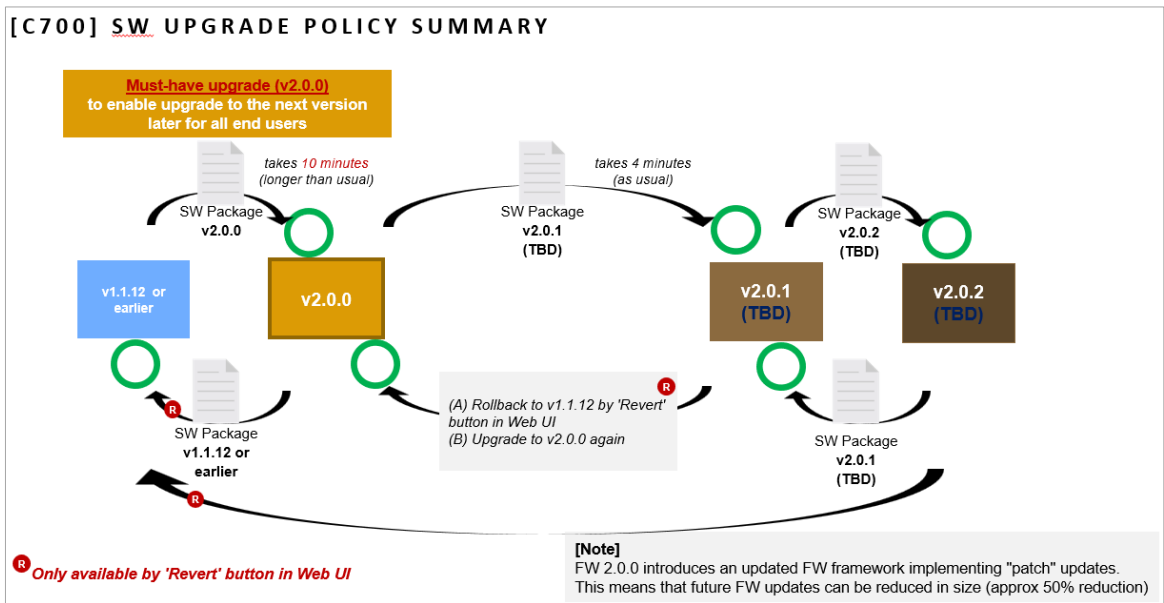 [C700] SW UPGRADE POLICY SUMMARY
Must-have upgrade (v2.0.0)
to enable upgrade to the next version
later for all end users
takes 10 minutes
(longer than usual)
SW Package
v2.0.0
SW Package
v2.0.1
(TBD)
takes 4 minutes
(as usual)
SW Package
v2.0.2
(TBD)
v1.1.12 or
earlier
v2.0.0
v2.0.1
(TBD)
v2.0.2
(TBD)
R
SW Package
v1.1.12 or
earlier
R
(A) Rollback to v1.1.12 by 'Revert'
button in Web UI
(B) Upgrade to v2.0.0 again
SW Package
v2.0.1
(TBD)
R
R Only available by 'Revert' button in Web UI
[Note]
FW 2.0.0 introduces an updated FW framework implementing "patch" updates.
This means that future FW updates can be reduced in size (approx 50% reduction)